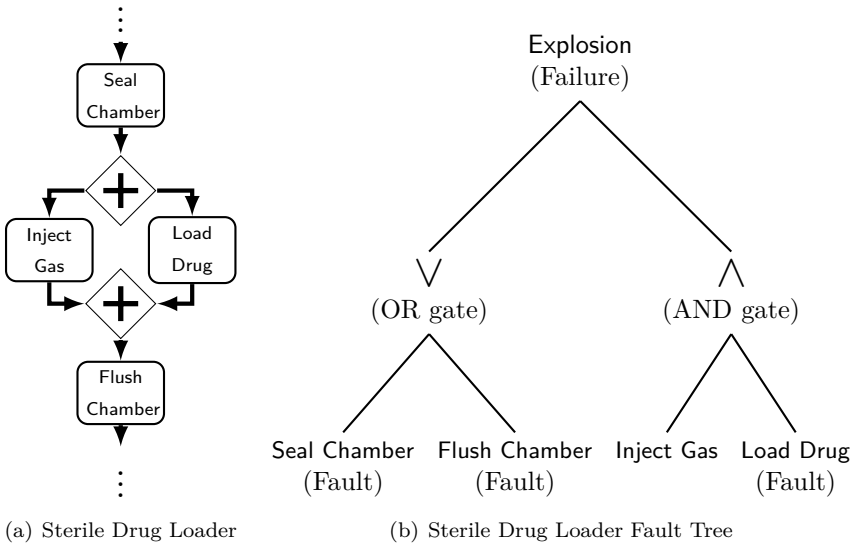 Seal
Chamber
Inject
Gas
Load
Drug
Flush
Chamber
(a) Sterile Drug Loader
Explosion
(Failure)
⋁
(OR gate)
⋀
(AND gate)
Seal Chamber
(Fault)
Flush Chamber
(Fault)
Inject Gas
Load Drug
(Fault)
(b) Sterile Drug Loader Fault Tree